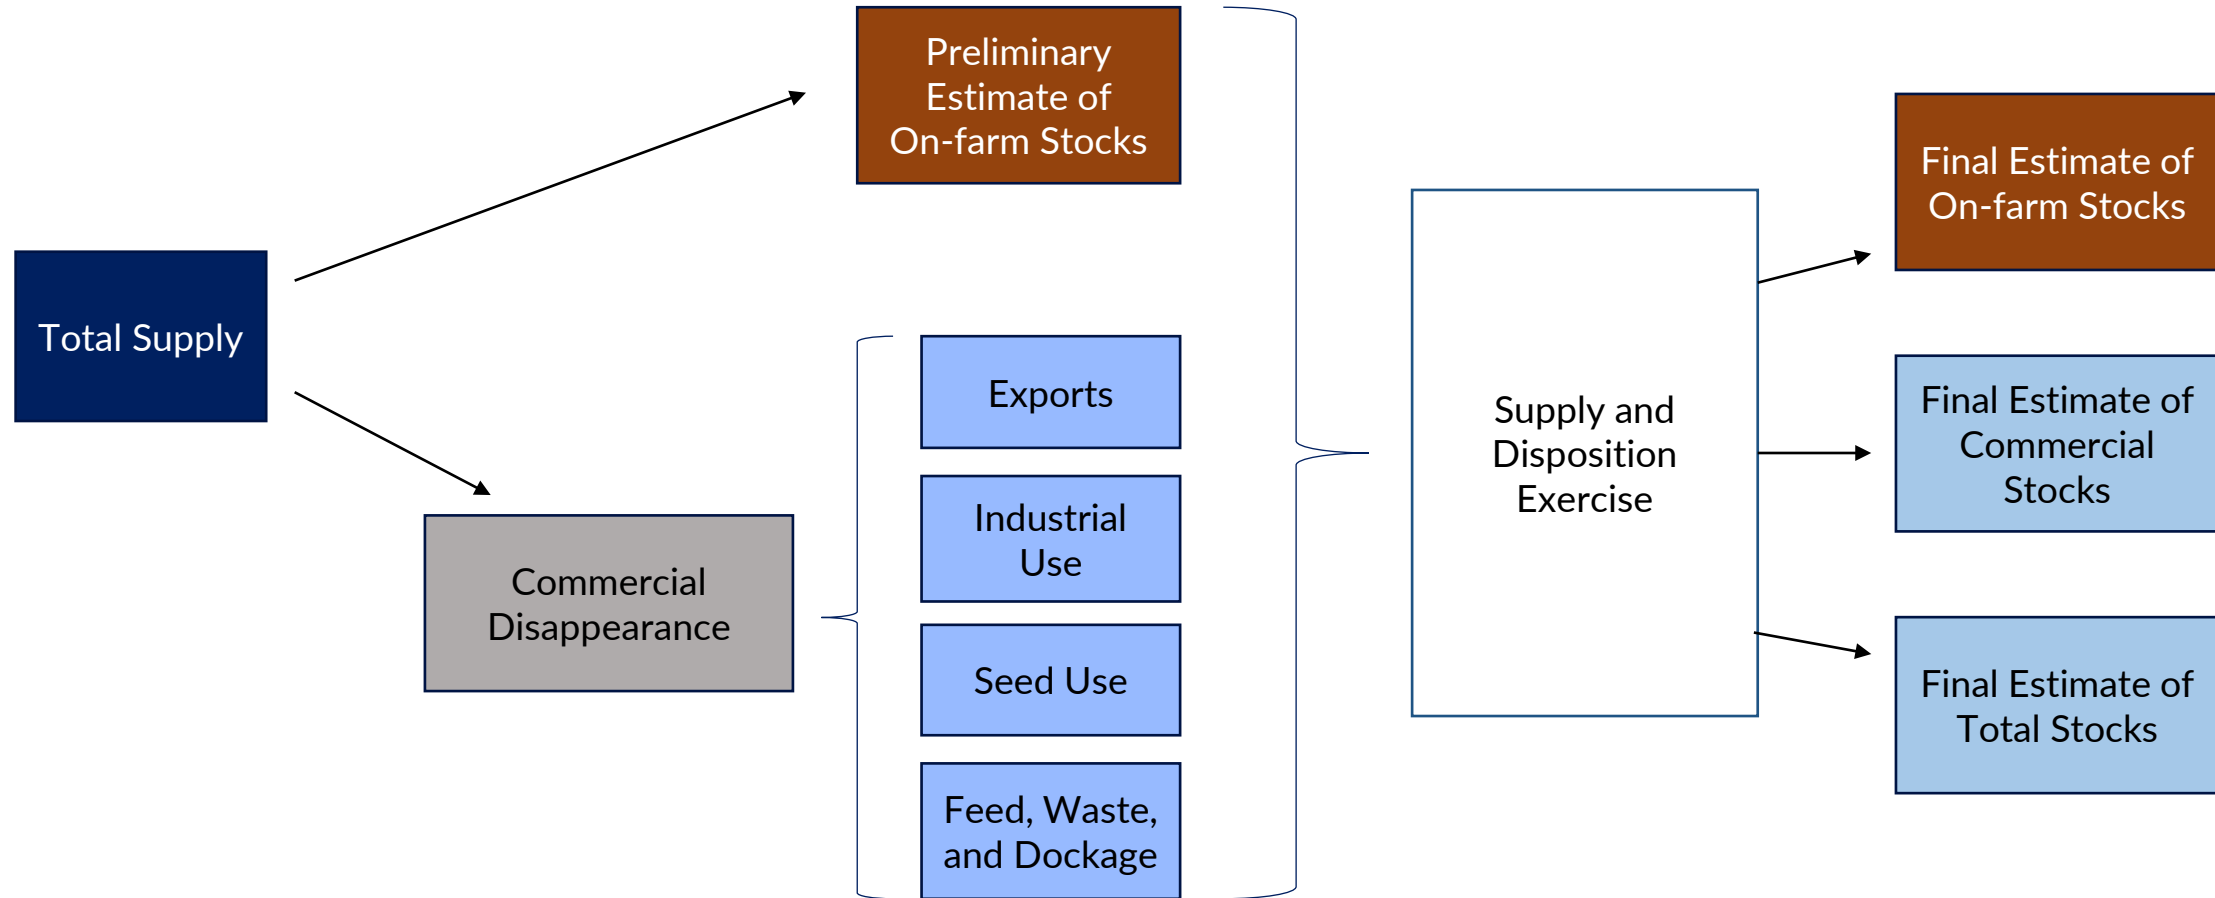 Total Supply
Preliminary
Estimate of
On-farm Stocks
Commercial
Disappearance
Exports
Industrial
Use
Seed Use
Feed, Waste,
and Dockage
Supply and
Disposition
Exercise
Final Estimate of
On-farm Stocks
Final Estimate of
Commercial
Stocks
Final Estimate of
Total Stocks